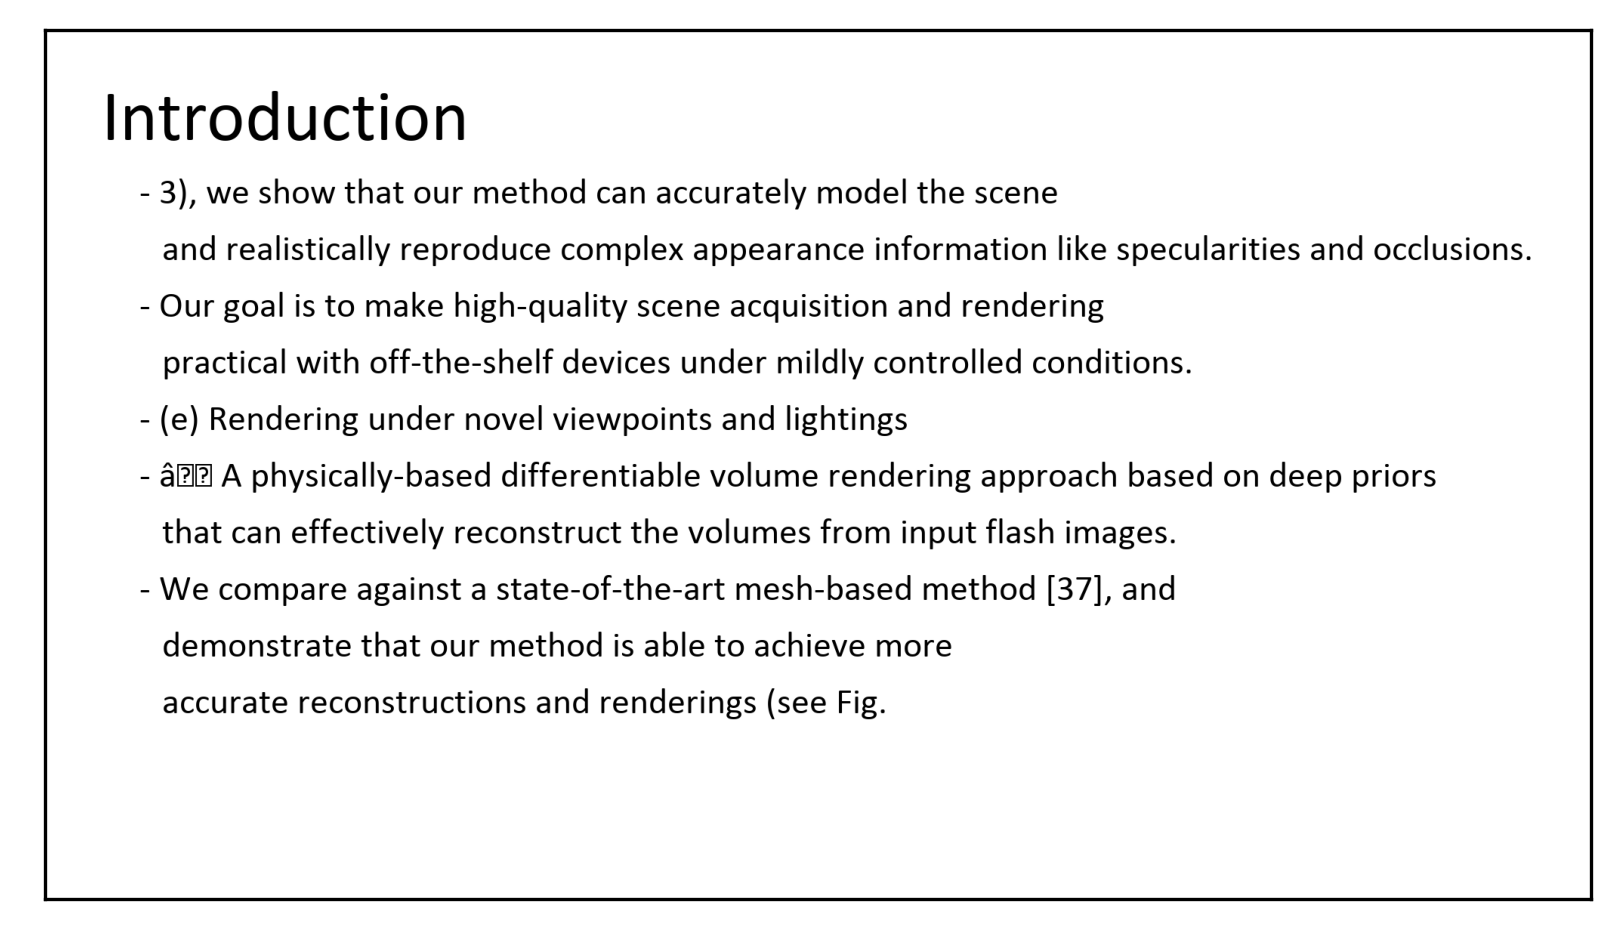 Introduction
- 3), we show that our method can accurately model the scene
and realistically reproduce complex appearance information like specularities and occlusions.
- Our goal is to make high-quality scene acquisition and rendering
practical with off-the-shelf devices under mildly controlled conditions.
- (e) Rendering under novel viewpoints and lightings
- â A physically-based differentiable volume rendering approach based on deep priors
that can effectively reconstruct the volumes from input flash images.
- We compare against a state-of-the-art mesh-based method [37], and
demonstrate that our method is able to achieve more
accurate reconstructions and renderings (see Fig.